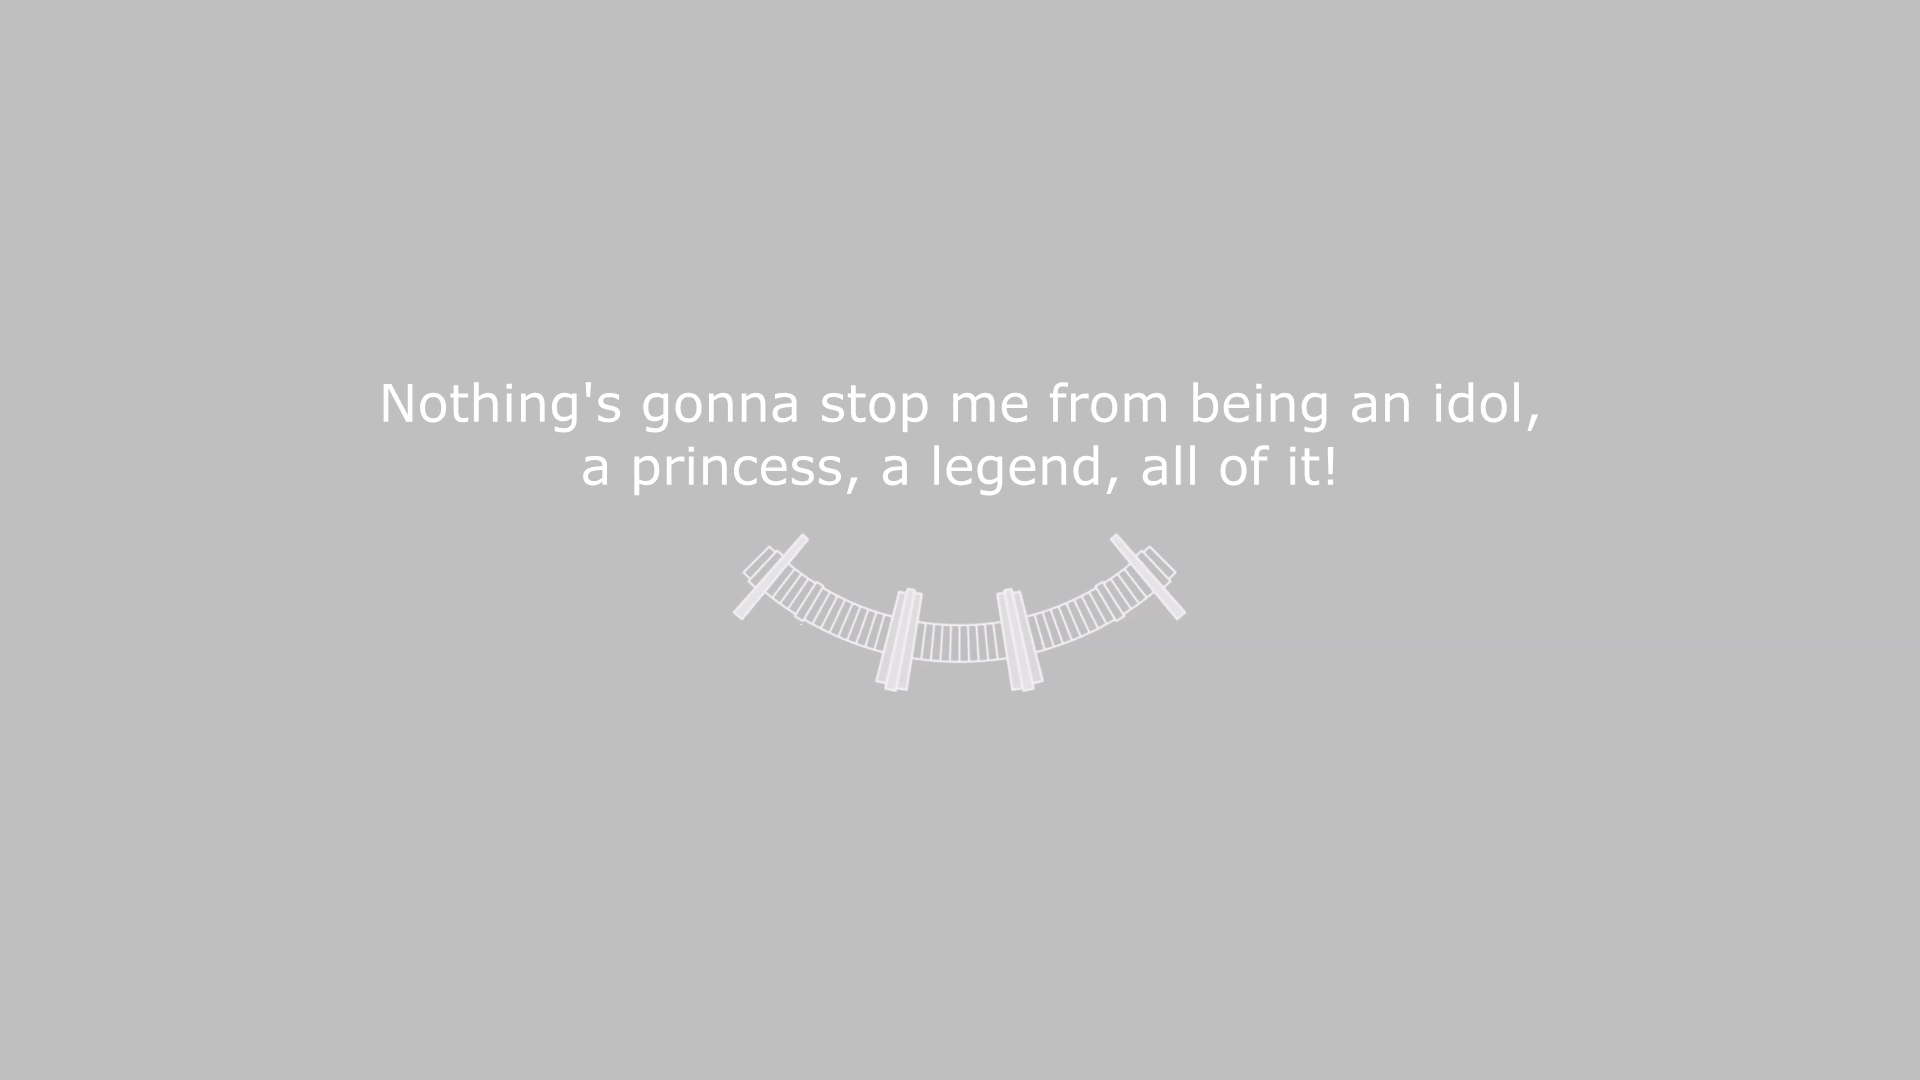 Nothing's gonna stop me from being an idol,
a princess, a legend, all of it!